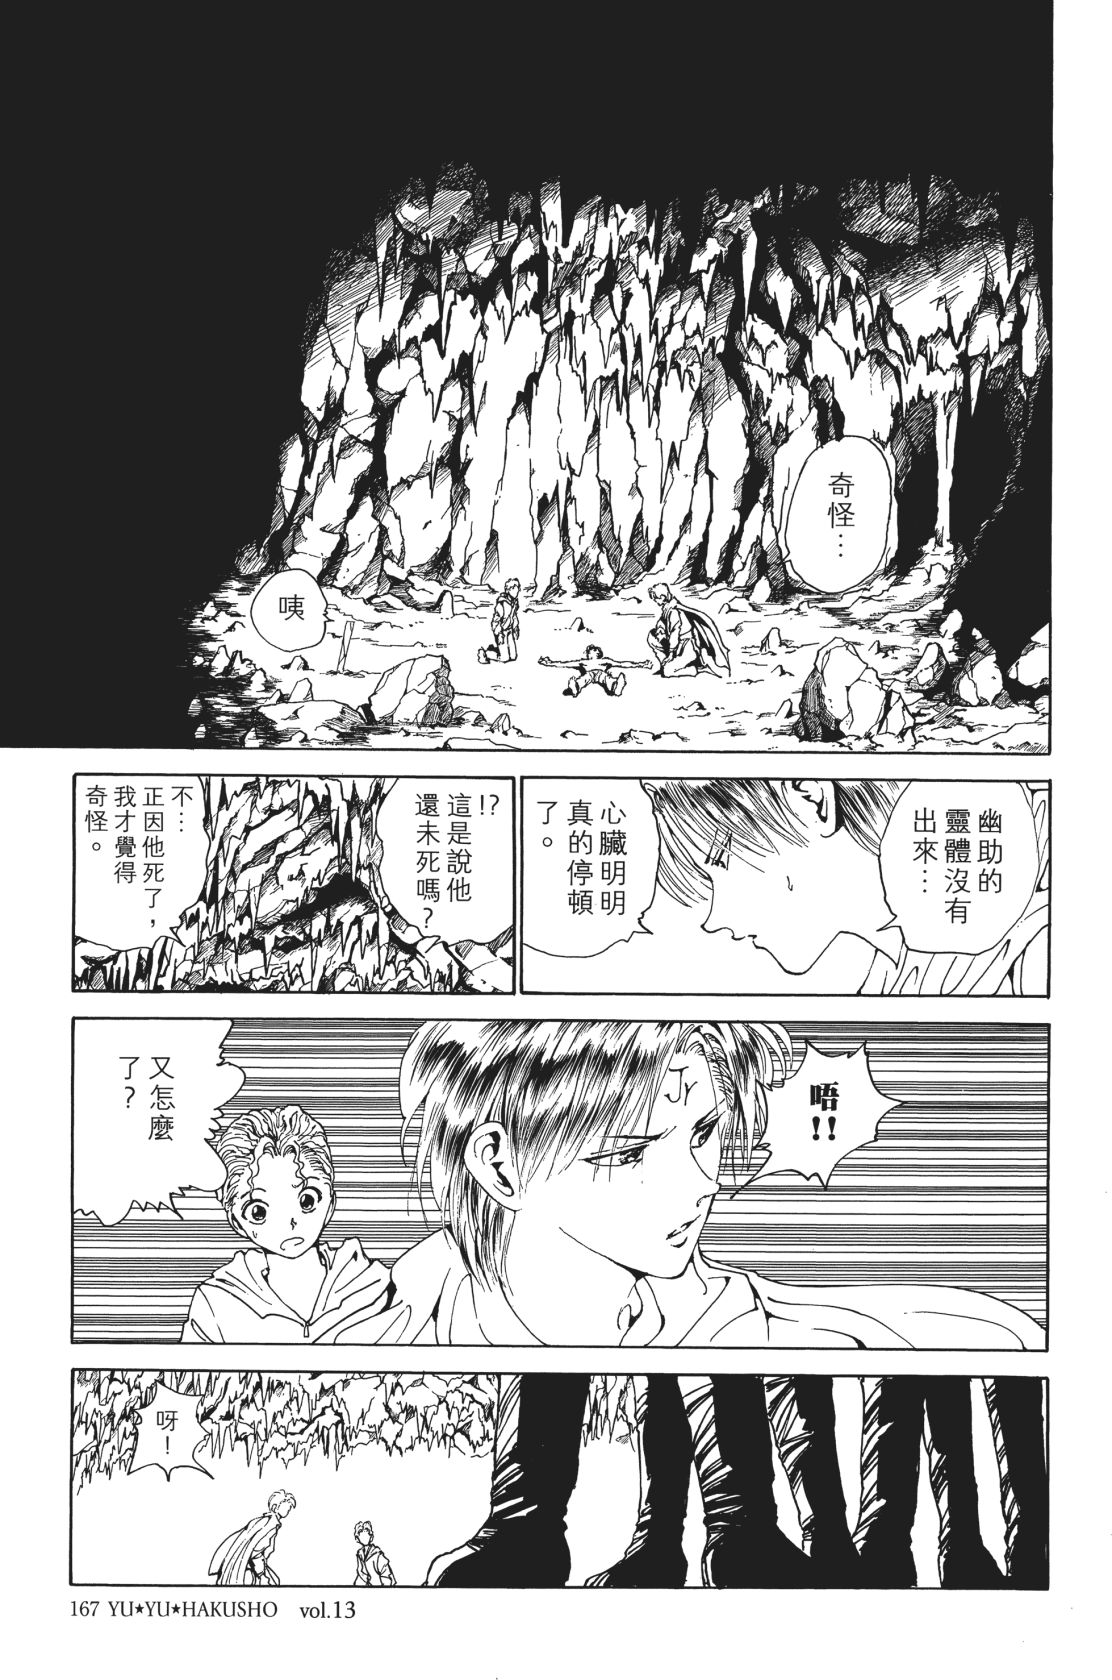 奇怪…
咦
幽助的
靈體沒有
出來…
心臟明明
真的停頓
了。
!?
這是說他
還未死嗎？
不…
正因他死了，
我才覺得
奇怪。
Jr
唔!!
又怎麼
了？
呀！
167 YU★YU★HAKUSHO vol.13